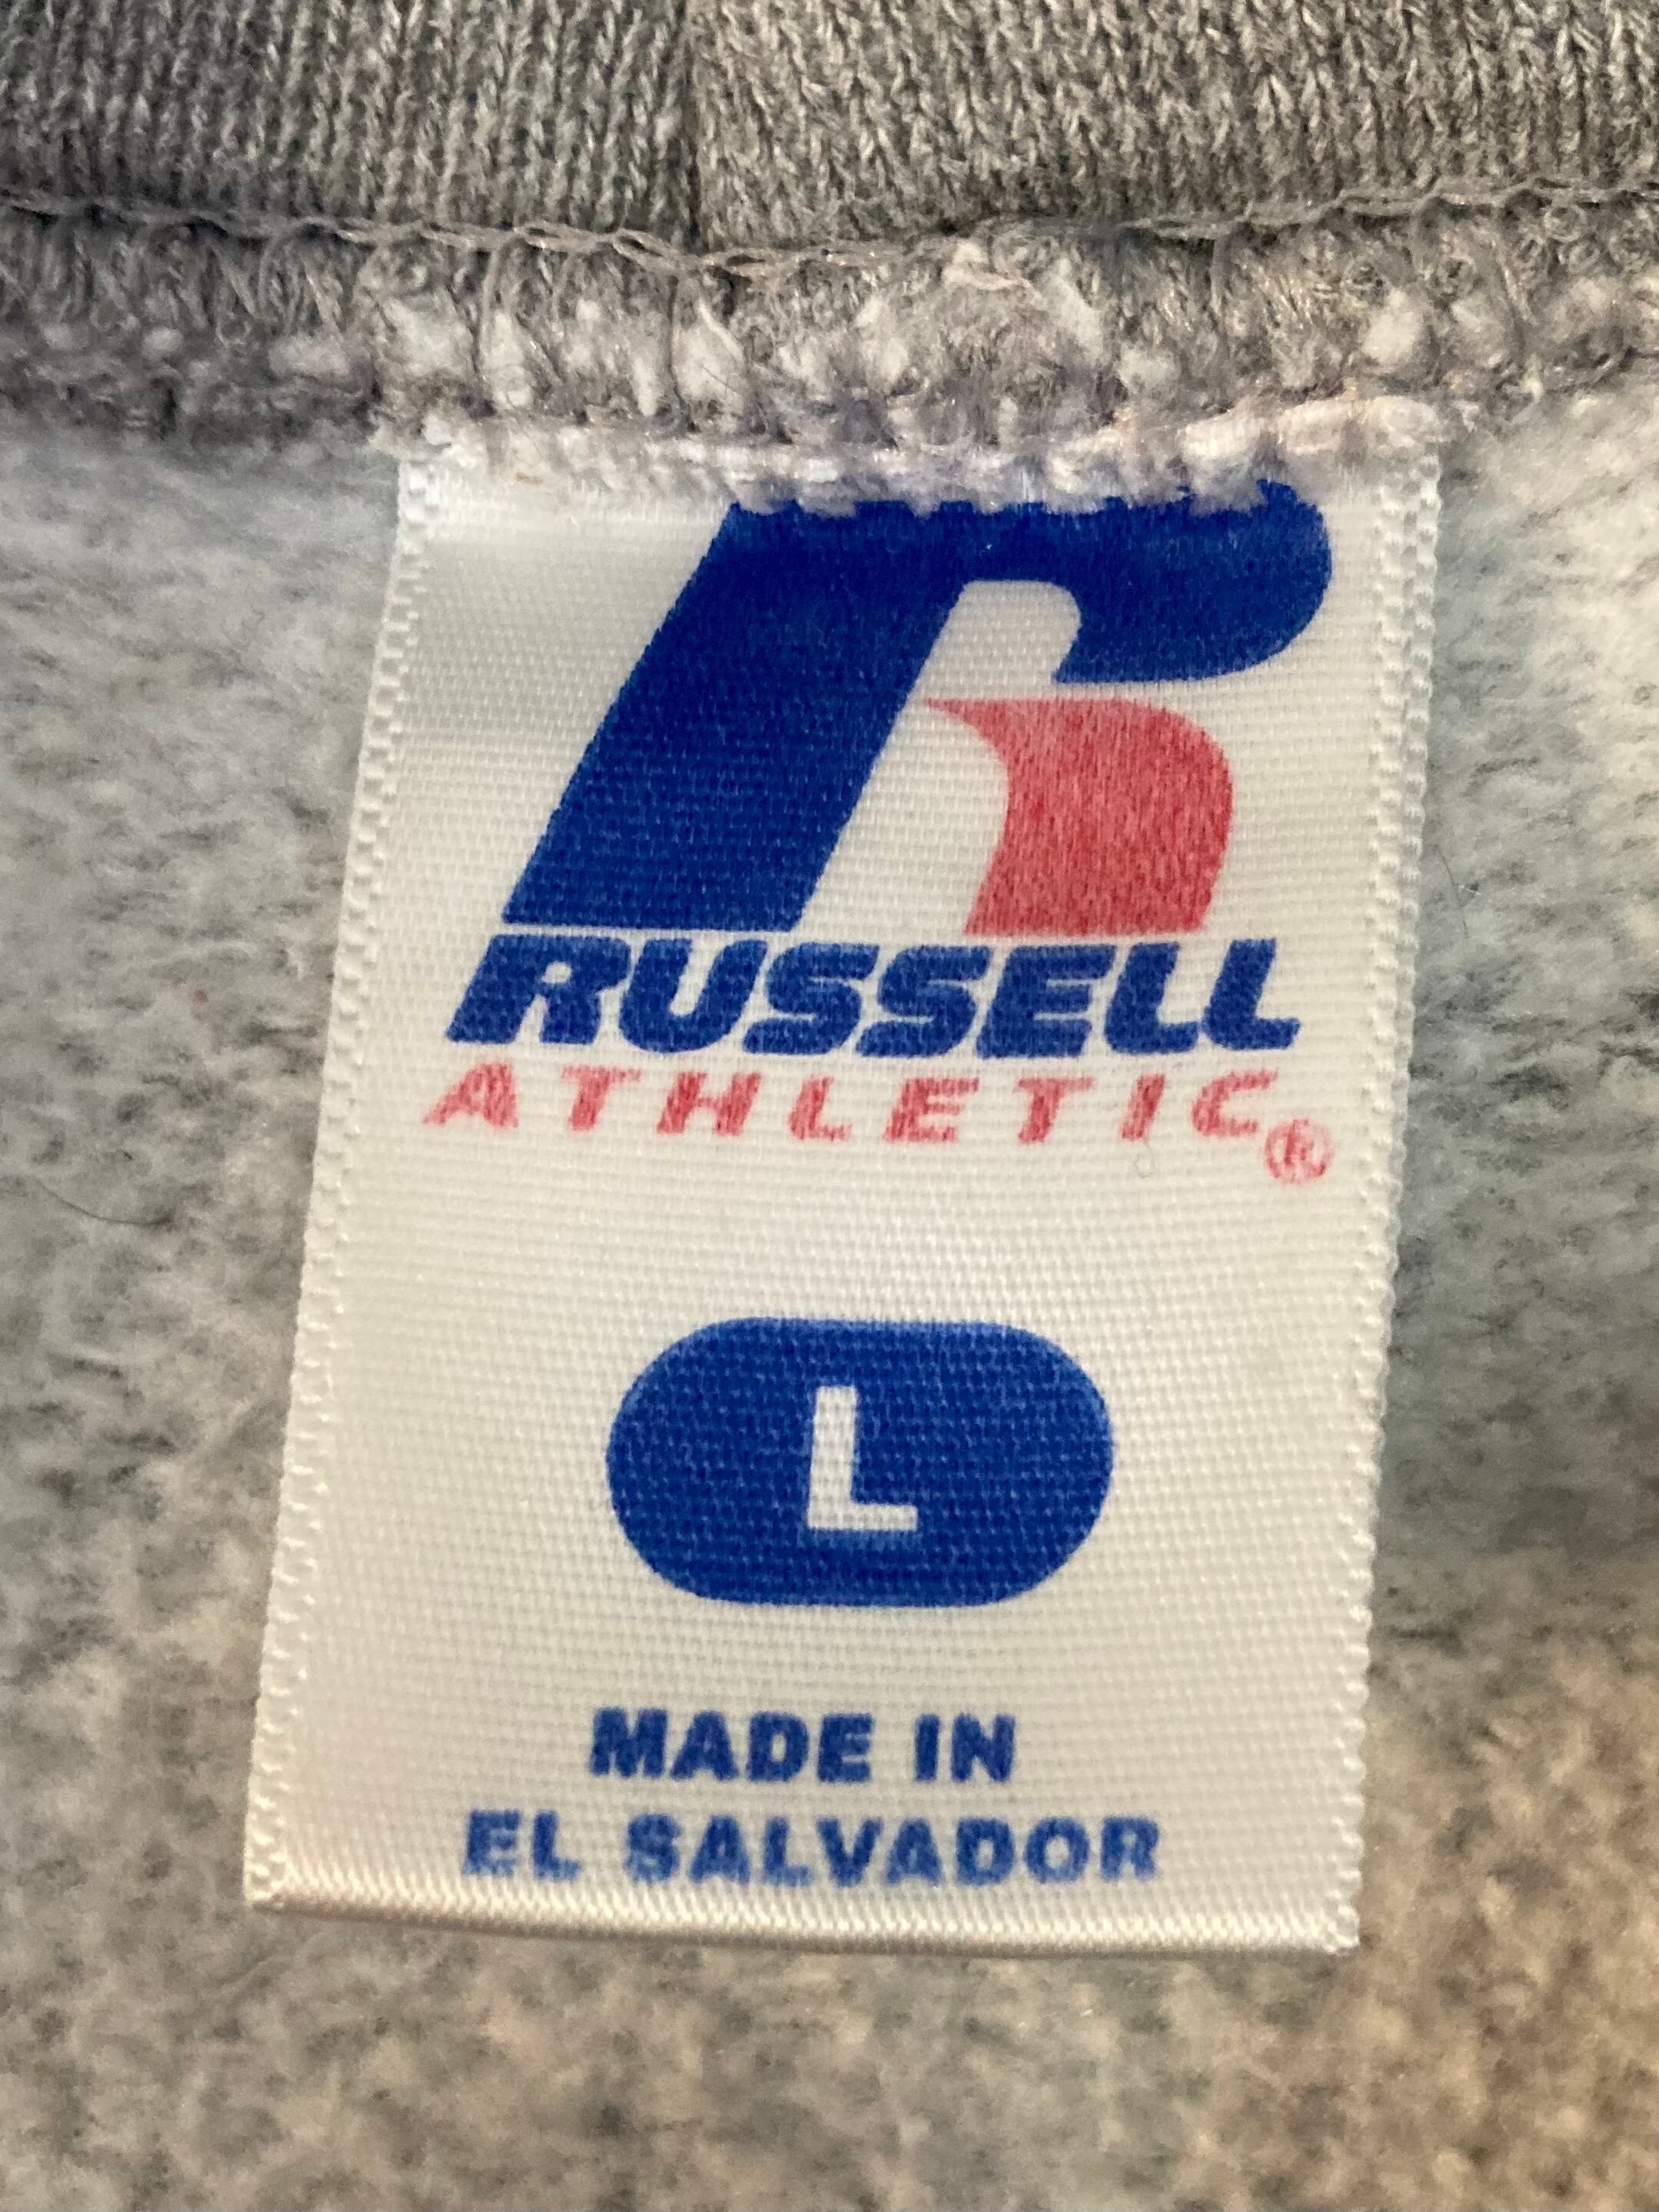 R
RUSSELL
ATHLETIC®
L
MADE IN
EL SALVADOR